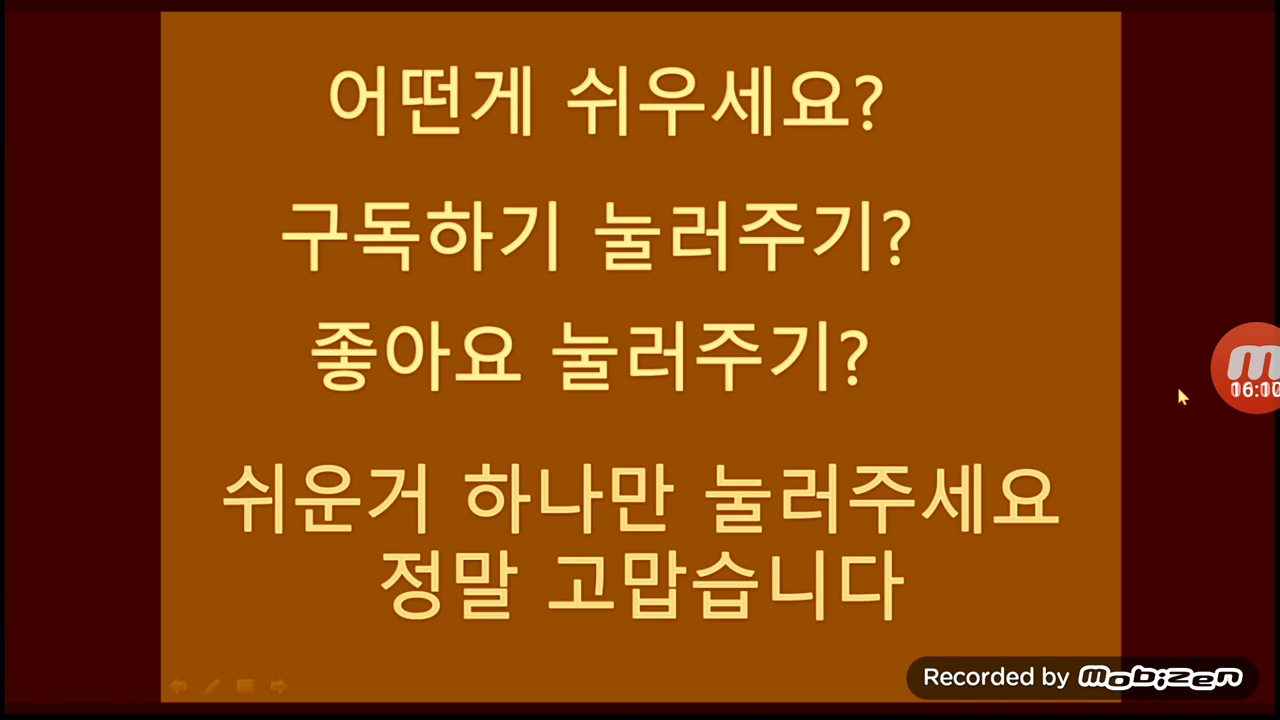 어떤게 쉬우세요?
구독하기 눌러주기?
좋아요 눌러주기?
16:10
쉬운거 하나만 눌러주세요
정말 고맙습니다
Recorded by mobizen